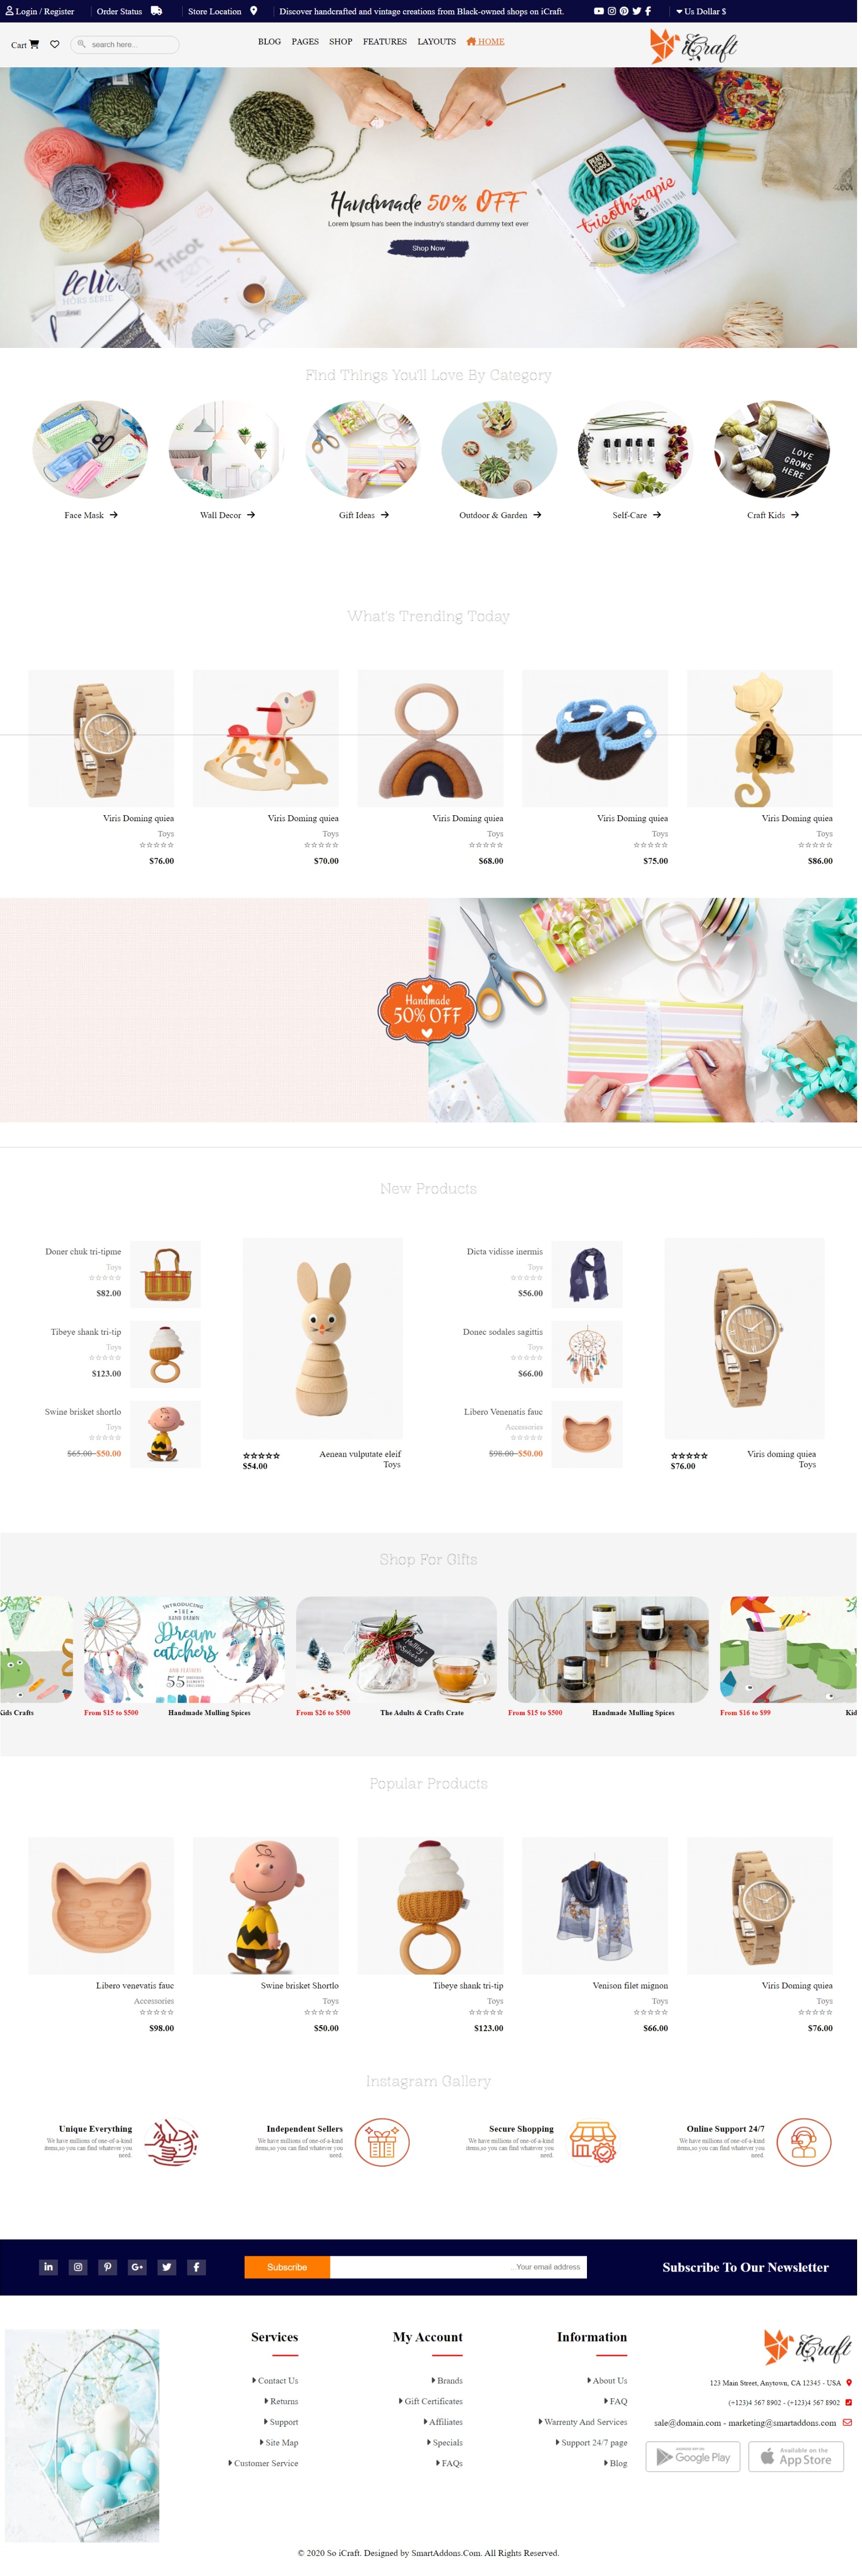 Login / Register
Order Status
Store Location
Discover handcrafted and vintage creations from Black-owned shops on iCraft.
Us Dollar $
Cart
search here...
BLOG PAGES SHOP FEATURES LAYOUTS HOME
iCraft
Handmade 50% OFF
Lorem Ipsum has been the industry's standard dummy text ever
Shop Now
tricothérapie
Find Things You'll Love By Category
LOVE
GROWS
HERE
Face Mask
Wall Decor
Gift Ideas
Outdoor & Garden
Self-Care
Craft Kids
What's Trending Today
Viris Doming quiea
Toys
☆☆☆☆☆
$76.00
Viris Doming quiea
Toys
☆☆☆☆☆
$70.00
Viris Doming quiea
Toys
☆☆☆☆☆
$68.00
Viris Doming quiea
Toys
☆☆☆☆☆
$75.00
Viris Doming quiea
Toys
☆☆☆☆☆
$86.00
Handmade
50% OFF
New Products
Doner chuk tri-tipme
Toys
☆☆☆☆☆
$82.00
Tibeye shank tri-tip
Toys
☆☆☆☆☆
$123.00
Swine brisket shortlo
Toys
☆☆☆☆☆
$65.00-$50.00
☆☆☆☆☆ Aenean vulputate eleif
$54.00 Toys
Dicta vidisse inermis
Toys
☆☆☆☆☆
$56.00
Donec sodales sagittis
Toys
☆☆☆☆☆
$66.00
Libero Venenatis fauc
Accessories
☆☆☆☆☆
$98.00-$50.00
☆☆☆☆☆ Viris doming quiea
$76.00 Toys
Shop For Gifts
INTRODUCING
THE
HAND DRAWN
Dream
catchers
AND FEATHERS
55
Kids Crafts
From $15 to $500 Handmade Mulling Spices
From $26 to $500 The Adults & Crafts Crate
From $15 to $500 Handmade Mulling Spices
From $16 to $99 Kid
Popular Products
Libero venevatis fauc
Accessories
☆☆☆☆☆
$98.00
Swine brisket Shortlo
Toys
☆☆☆☆☆
$50.00
Tibeye shank tri-tip
Toys
☆☆☆☆☆
$123.00
Venison filet mignon
Toys
☆☆☆☆☆
$66.00
Viris Doming quiea
Toys
☆☆☆☆☆
$76.00
Instagram Gallery
Unique Everything
We have millions of one-of-a-kind
items,so you can find whatever you
need.
Independent Sellers
We have millions of one-of-a-kind
items,so you can find whatever you
need.
Secure Shopping
We have millions of one-of-a-kind
items,so you can find whatever you
need.
Online Support 24/7
We have millions of one-of-a-kind
items,so you can find whatever you
need.
Subscribe
...Your email address
Subscribe To Our Newsletter
Services
Contact Us
Returns
Support
Site Map
Customer Service
My Account
Brands
Gift Certificates
Affiliates
Specials
FAQs
Information
About Us
FAQ
Warrenty And Services
Support 24/7 page
Blog
iCraft
123 Main Street, Anytown, CA 12345 - USA
(+123)4 567 8902 - (+123)4 567 8902
sale@domain.com - marketing@smartaddons.com
Google Play
Available on the
App Store
© 2020 So iCraft. Designed by SmartAddons.Com. All Rights Reserved.